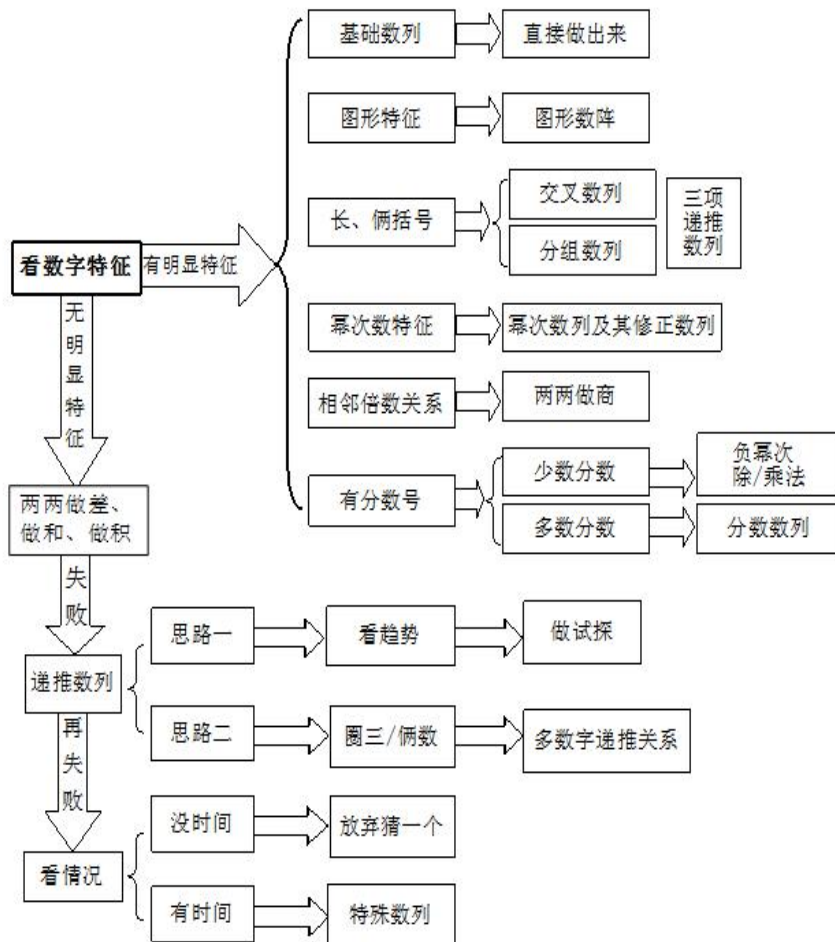 基础数列
直接做出来
图形特征
图形数阵
长、俩括号
交叉数列
分组数列
三项
递推
数列
看数字特征
有明显特征
幂次数特征
幂次数列及其修正数列
相邻倍数关系
两两做商
有分数号
少数分数
负幂次
除/乘法
多数分数
分数数列
无明显特征
两两做差、
做和、做积
失败
递推数列
思路一
看趋势
做试探
思路二
圈三/俩数
多数字递推关系
再失败
看情况
没时间
放弃猜一个
有时间
特殊数列